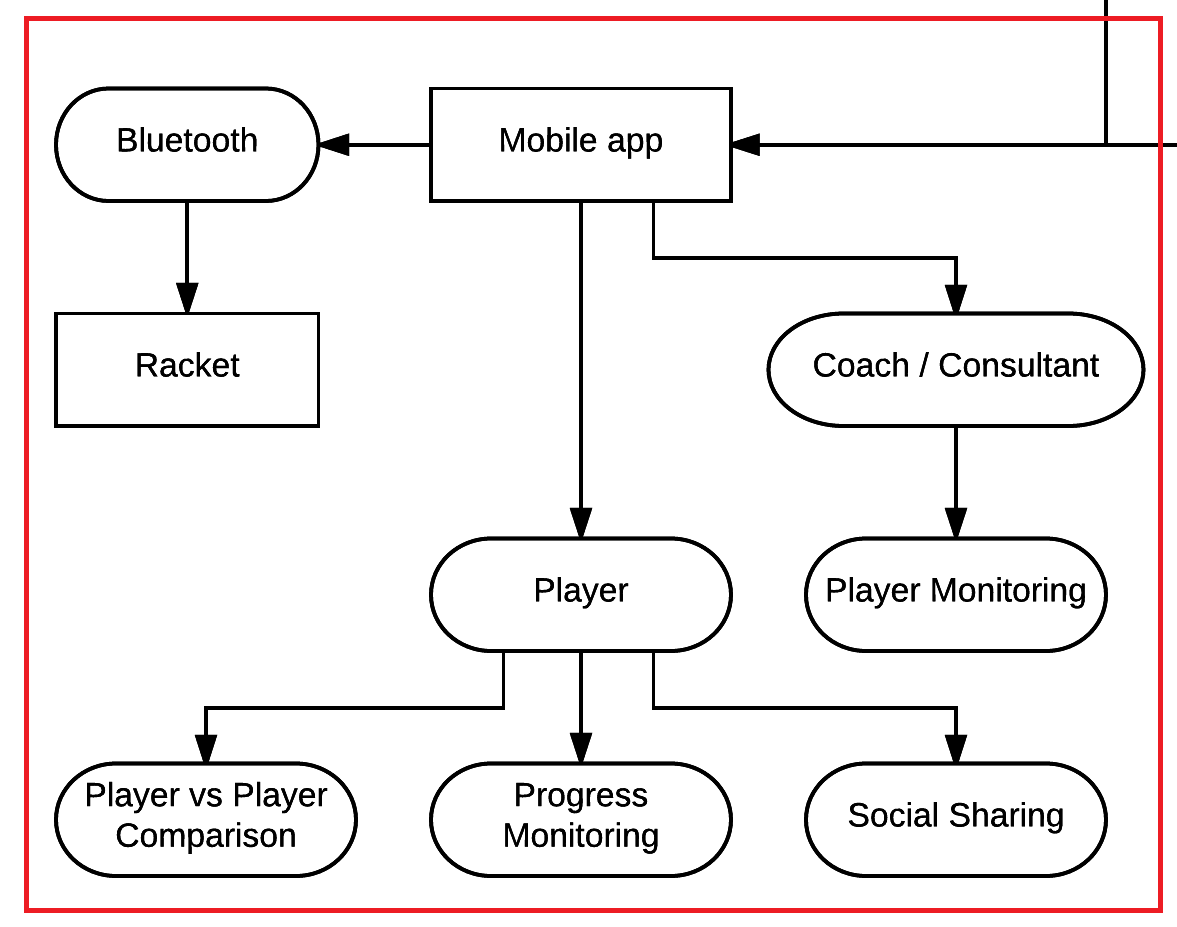 Bluetooth
Mobile app
Racket
Coach / Consultant
Player
Player Monitoring
Player vs Player
Comparison
Progress
Monitoring
Social Sharing